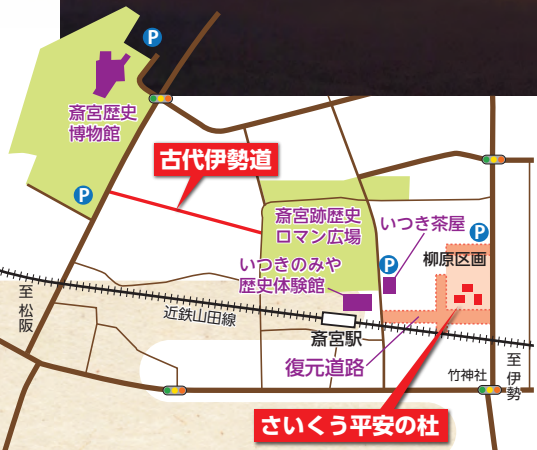 P
斎宮歴史
博物館
古代伊勢道
P
斎宮跡歴史
ロマン広場
いつき茶屋
P
P
柳原区画
いつきのみや
歴史体験館
至松阪
近鉄山田線
斎宮駅
復元道路
竹神社
至伊勢
さいくう平安の杜